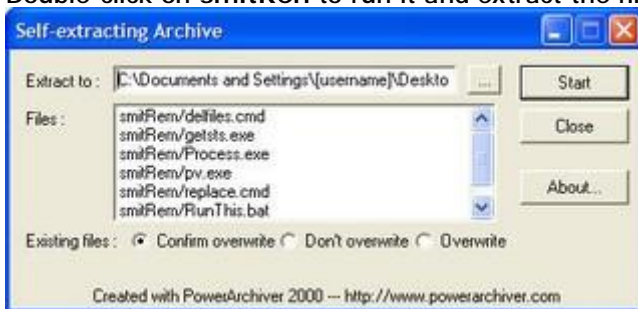 Double-click on smitRem to run it and extract the
Self-extracting Archive
Extract to : C:\Documents and Settings\[username]\Deskto ... Start
Files :
smitRem/delfiles.cmd
smitRem/getsts.exe
smitRem/Process.exe
smitRem/pv.exe
smitRem/replace.cmd
smitRem/RunThis.bat
Close
About...
Existing files : Confirm overwrite Don't overwrite Overwrite
Created with PowerArchiver 2000 --- http://www.powerarchiver.com